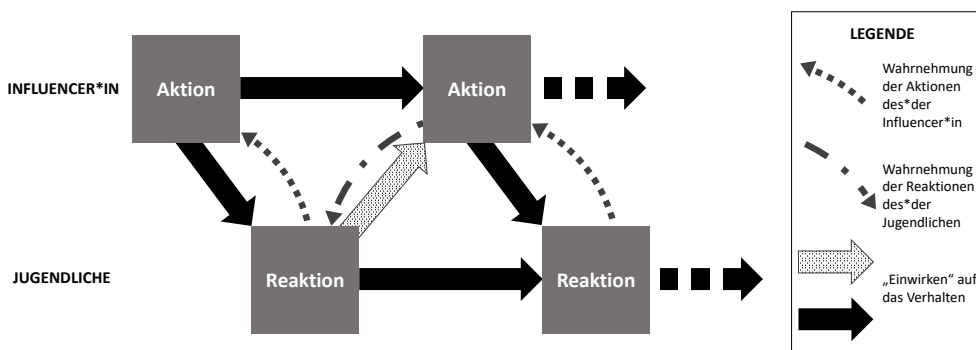 INFLUENCER*IN
Aktion
Aktion
JUGENDLICHE
Reaktion
Reaktion
LEGENDE
Wahrnehmung
der Aktionen
des*der
Influencer*in
Wahrnehmung
der Reaktionen
des*der
Jugendlichen
„Einwirken“ auf
das Verhalten